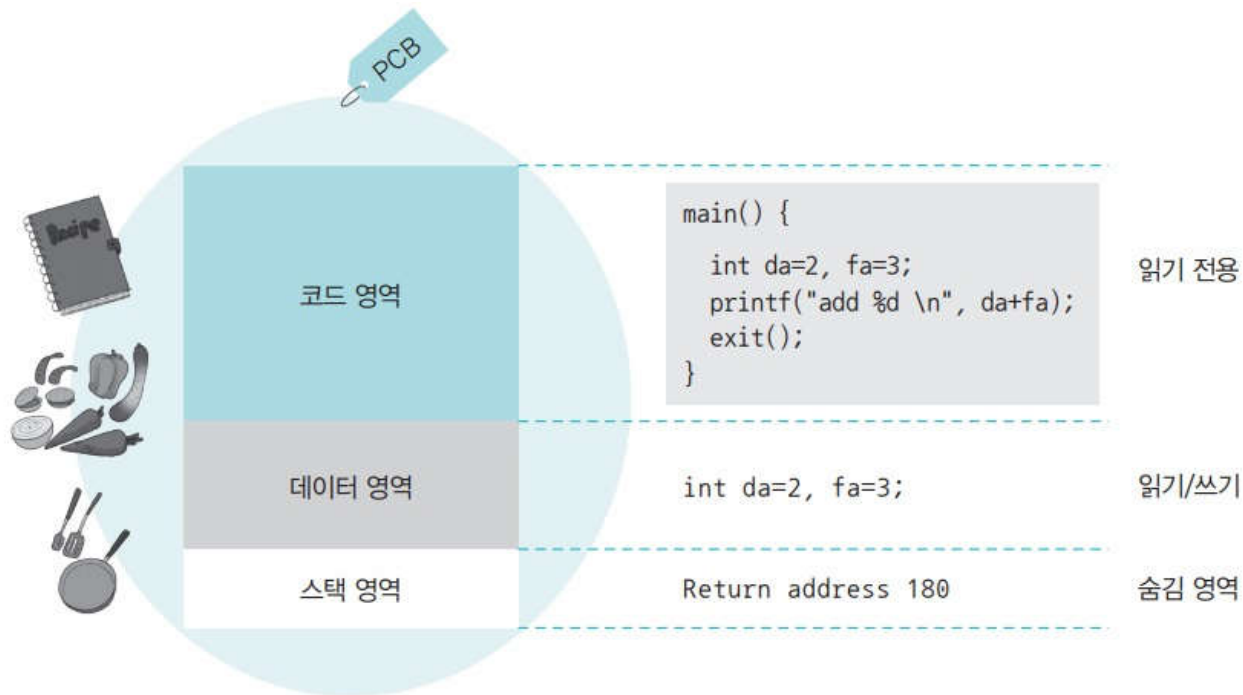 PCB
Recipe
코드 영역
main() {
int da=2, fa=3;
printf("add %d \n", da+fa);
exit();
}
읽기 전용
데이터 영역
int da=2, fa=3;
읽기/쓰기
스택 영역
Return address 180
숨김 영역